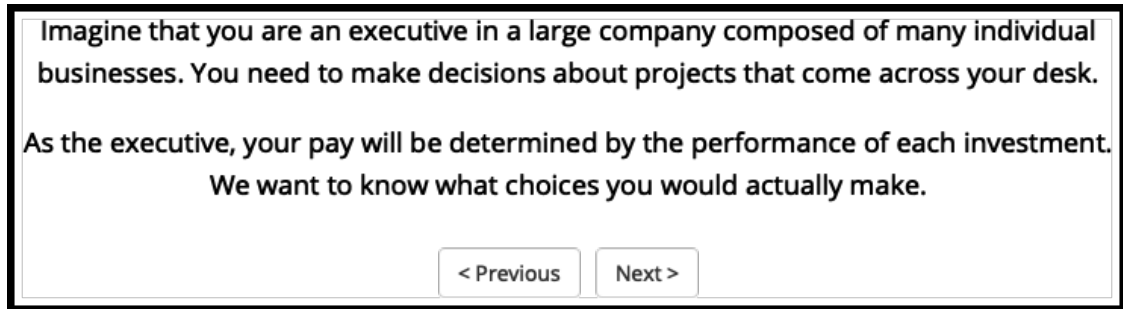 Imagine that you are an executive in a large company composed of many individual
businesses. You need to make decisions about projects that come across your desk.
As the executive, your pay will be determined by the performance of each investment.
We want to know what choices you would actually make.
< Previous
Next >